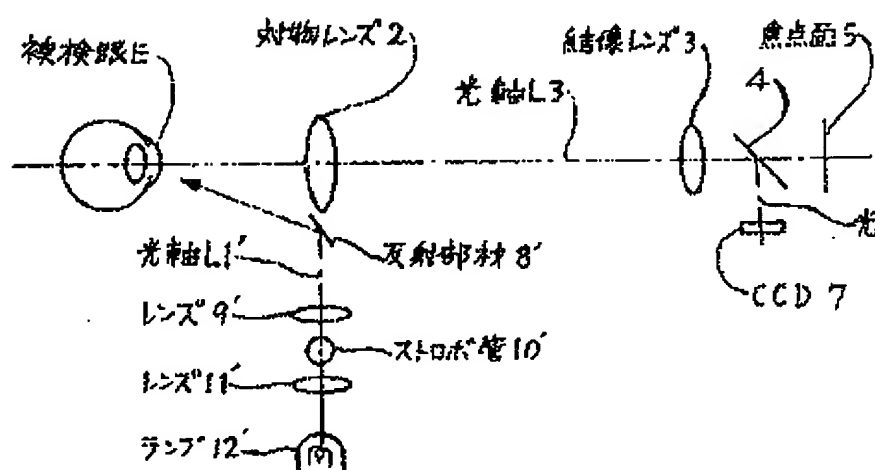 被検眼E
対物レンズ2
結像レンズ3
焦点面5
光軸L3
4
光軸L1'
反射部材8'
光
CCD 7
レンズ9'
ストロボ管10'
レンズ11'
ランプ12'